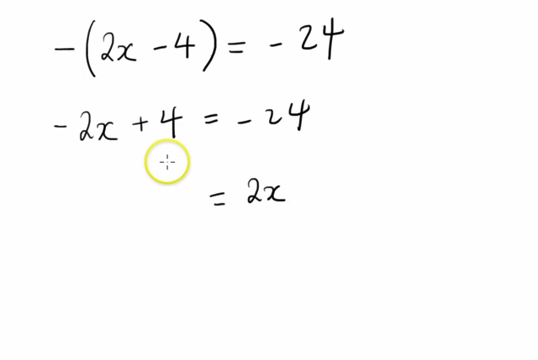 -(2x -4) = -24
-2x +4 = -24
= 2x